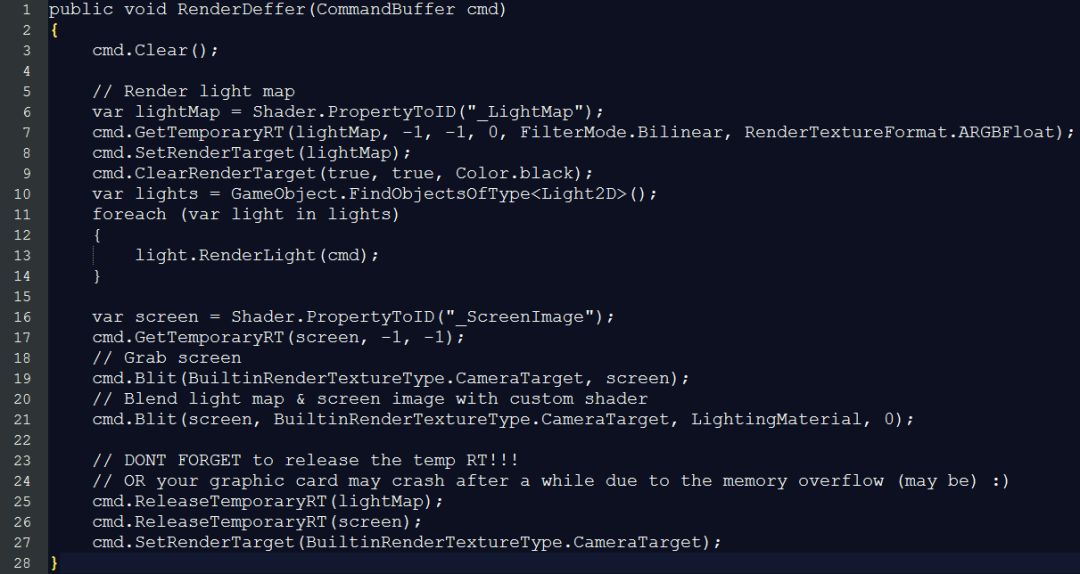 1 public void RenderDeffer(CommandBuffer cmd)
2 {
3     cmd.Clear();
4
5     // Render light map
6     var lightMap = Shader.PropertyToID("_LightMap");
7     cmd.GetTemporaryRT(lightMap, -1, -1, 0, FilterMode.Bilinear, RenderTextureFormat.ARGBFloat);
8     cmd.SetRenderTarget(lightMap);
9     cmd.ClearRenderTarget(true, true, Color.black);
10     var lights = GameObject.FindObjectsOfType<Light2D>();
11     foreach (var light in lights)
12     {
13         light.RenderLight(cmd);
14     }
15
16     var screen = Shader.PropertyToID("_ScreenImage");
17     cmd.GetTemporaryRT(screen, -1, -1);
18     // Grab screen
19     cmd.Blit(BuiltinRenderTextureType.CameraTarget, screen);
20     // Blend light map & screen image with custom shader
21     cmd.Blit(screen, BuiltinRenderTextureType.CameraTarget, LightingMaterial, 0);
22
23     // DONT FORGET to release the temp RT!!!
24     // OR your graphic card may crash after a while due to the memory overflow (may be) :)
25     cmd.ReleaseTemporaryRT(lightMap);
26     cmd.ReleaseTemporaryRT(screen);
27     cmd.SetRenderTarget(BuiltinRenderTextureType.CameraTarget);
28 }